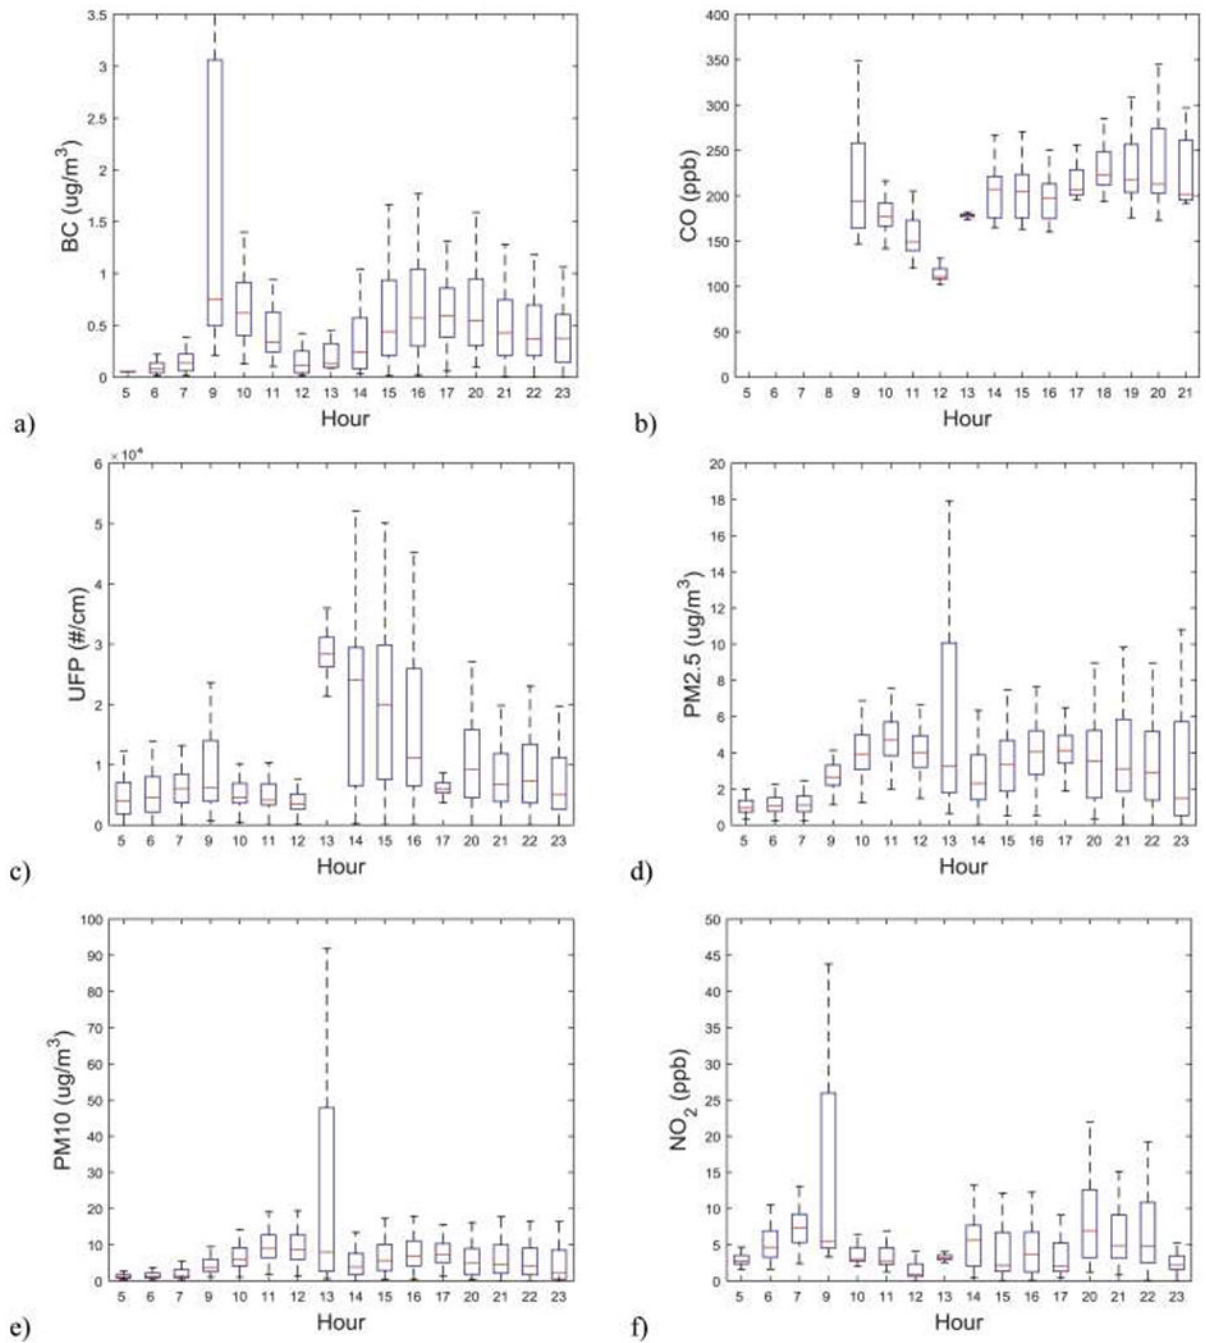 3.5
3
2.5
2
1.5
1
0.5
0
BC (ug/m³)
5 6 7 9 10 11 12 13 14 15 16 17 20 21 22 23
Hour
a)
400
350
300
250
200
150
100
50
0
CO (ppb)
5 6 7 8 9 10 11 12 13 14 15 16 17 18 19 20 21
Hour
b)
× 10⁴
6
5
4
3
2
1
0
UFP (#/cm)
5 6 7 9 10 11 12 13 14 15 16 17 20 21 22 23
Hour
c)
20
18
16
14
12
10
8
6
4
2
0
PM2.5 (ug/m³)
5 6 7 9 10 11 12 13 14 15 16 17 20 21 22 23
Hour
d)
100
90
80
70
60
50
40
30
20
10
0
PM10 (ug/m³)
5 6 7 9 10 11 12 13 14 15 16 17 20 21 22 23
Hour
e)
50
45
40
35
30
25
20
15
10
5
0
NO₂ (ppb)
5 6 7 9 10 11 12 13 14 15 16 17 20 21 22 23
Hour
f)